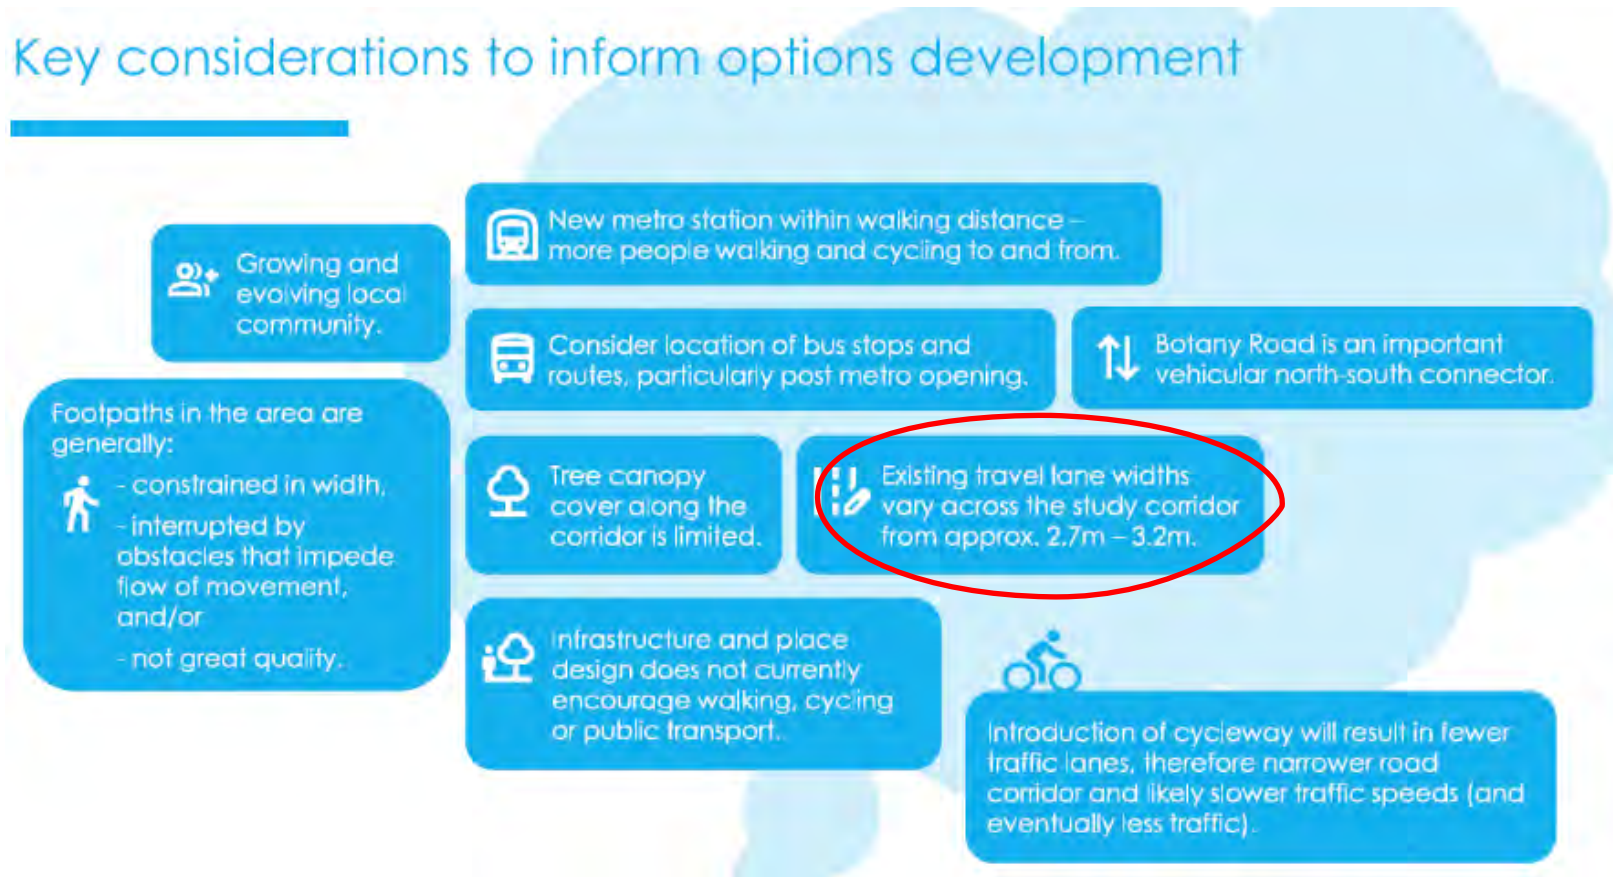 Key considerations to inform options development
New metro station within walking distance –
more people walking and cycling to and from.
Growing and
evolving local
community.
Consider location of bus stops and
routes, particularly post metro opening.
Botany Road is an important
vehicular north-south connector.
Footpaths in the area are
generally:
- constrained in width,
- interrupted by
obstacles that impede
flow of movement,
and/or
- not great quality.
Tree canopy
cover along the
corridor is limited.
Existing travel lane widths
vary across the study corridor
from approx. 2.7m – 3.2m.
Infrastructure and place
design does not currently
encourage walking, cycling
or public transport.
Introduction of cycleway will result in fewer
traffic lanes, therefore narrower road
corridor and likely slower traffic speeds (and
eventually less traffic).